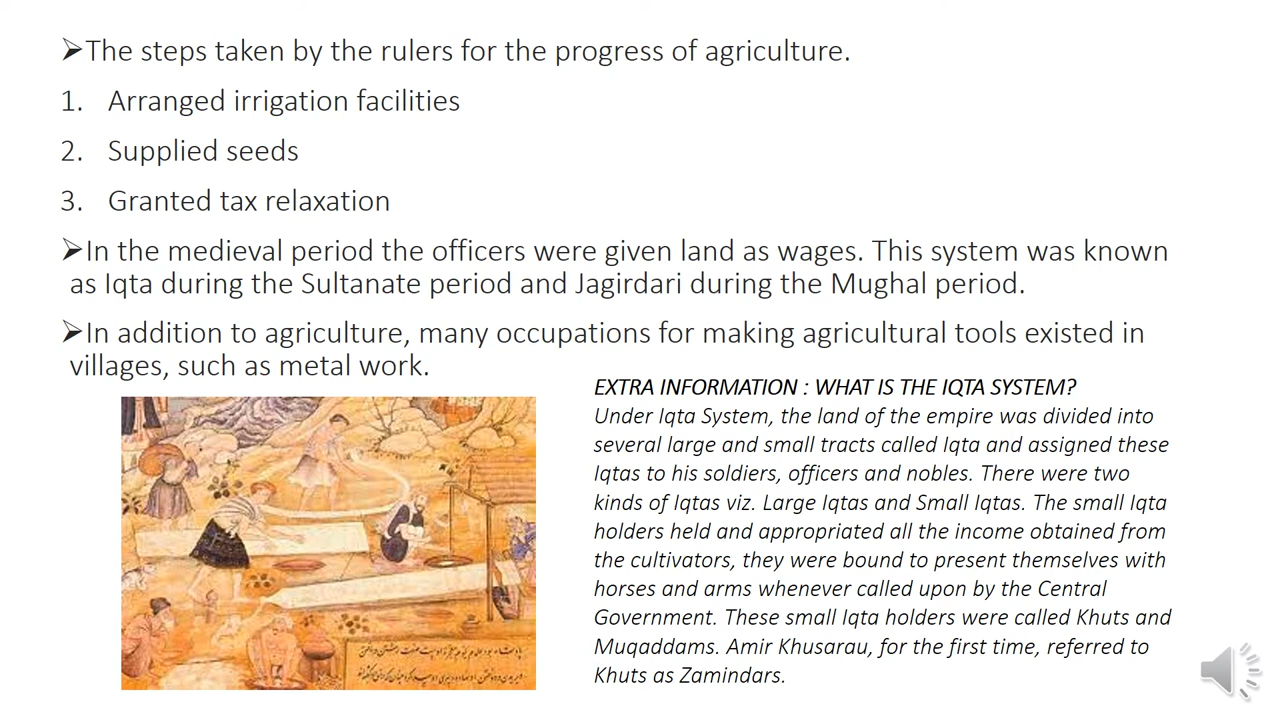 ➢The steps taken by the rulers for the progress of agriculture.
1. Arranged irrigation facilities
2. Supplied seeds
3. Granted tax relaxation
➢In the medieval period the officers were given land as wages. This system was known
as Iqta during the Sultanate period and Jagirdari during the Mughal period.
➢In addition to agriculture, many occupations for making agricultural tools existed in
villages, such as metal work.
EXTRA INFORMATION : WHAT IS THE IQTA SYSTEM?
Under Iqta System, the land of the empire was divided into
several large and small tracts called Iqta and assigned these
Iqtas to his soldiers, officers and nobles. There were two
kinds of Iqtas viz. Large Iqtas and Small Iqtas. The small Iqta
holders held and appropriated all the income obtained from
the cultivators, they were bound to present themselves with
horses and arms whenever called upon by the Central
Government. These small Iqta holders were called Khuts and
Muqaddams. Amir Khusarau, for the first time, referred to
Khuts as Zamindars.